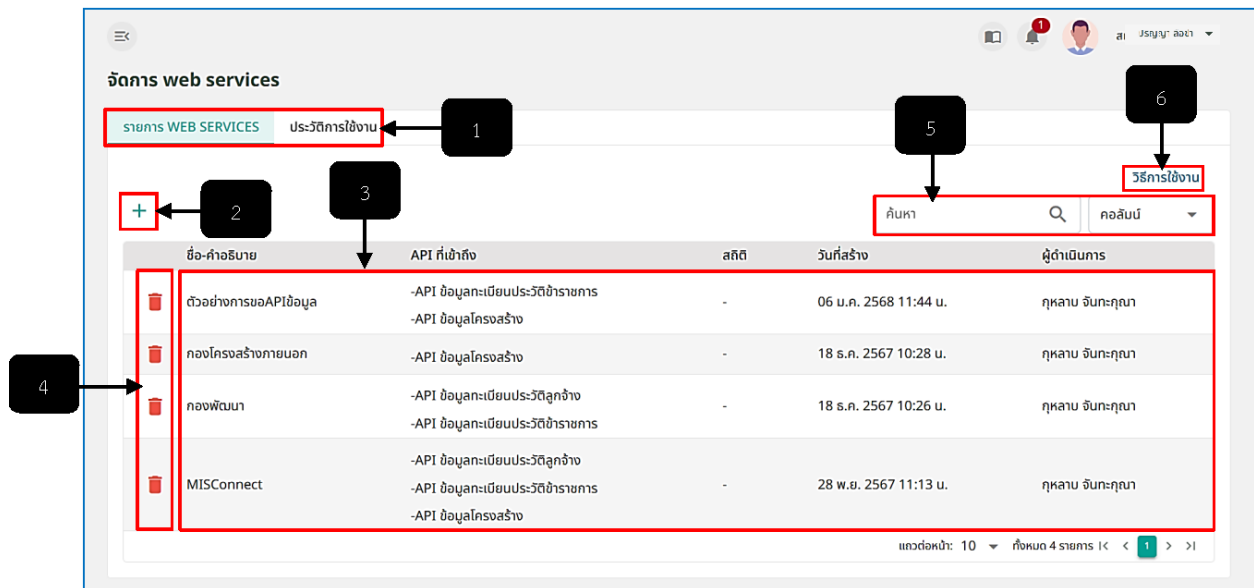 1
จัดการ web services
6
รายการ WEB SERVICES ประวัติการใช้งาน
1
5
วิธีการใช้งาน
3
+
2
ค้นหา คอลัมน์
ชื่อ-คำอธิบาย API ที่เข้าถึง สถิติ วันที่สร้าง ผู้ดำเนินการ
ตัวอย่างการขอAPIข้อมูล -API ข้อมูลทะเบียนประวัติข้าราชการ - 06 ม.ค. 2568 11:44 น. กุหลาบ จันทะกุณา
-API ข้อมูลโครงสร้าง
กองโครงสร้างภายนอก -API ข้อมูลโครงสร้าง - 18 ธ.ค. 2567 10:28 น. กุหลาบ จันทะกุณา
4
กองพัฒนา -API ข้อมูลทะเบียนประวัติลูกจ้าง - 18 ธ.ค. 2567 10:26 น. กุหลาบ จันทะกุณา
-API ข้อมูลทะเบียนประวัติข้าราชการ
-API ข้อมูลทะเบียนประวัติลูกจ้าง
MISConnect -API ข้อมูลทะเบียนประวัติข้าราชการ - 28 พ.ย. 2567 11:13 น. กุหลาบ จันทะกุณา
-API ข้อมูลโครงสร้าง
แถวต่อหน้า: 10 ทั้งหมด 4 รายการ |< < 1 > >|